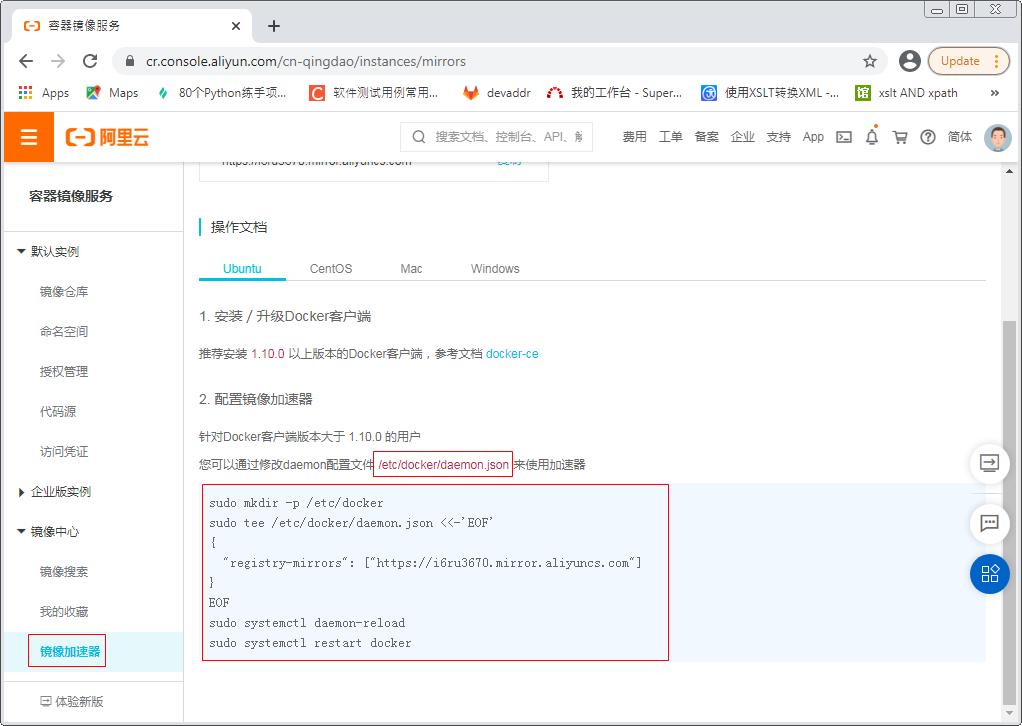 容器镜像服务
cr.console.aliyun.com/cn-qingdao/instances/mirrors
Update
Apps
Maps
80个Python练手项...
软件测试用例常用...
devaddr
我的工作台 - Super...
使用XSLT转换XML -...
xslt AND xpath
阿里云
搜索文档、控制台、API、
费用
工单
备案
企业
支持
App
简体
https://i6ru3670.mirror.aliyuncs.com
复制
容器镜像服务
默认实例
镜像仓库
命名空间
授权管理
代码源
访问凭证
企业版实例
镜像中心
镜像搜索
我的收藏
镜像加速器
体验新版
操作文档
Ubuntu
CentOS
Mac
Windows
1. 安装 / 升级Docker客户端
推荐安装 1.10.0 以上版本的Docker客户端，参考文档 docker-ce
2. 配置镜像加速器
针对Docker客户端版本大于 1.10.0 的用户
您可以通过修改daemon配置文件 /etc/docker/daemon.json 来使用加速器
sudo mkdir -p /etc/docker
sudo tee /etc/docker/daemon.json <<-'EOF'
{
"registry-mirrors": ["https://i6ru3670.mirror.aliyuncs.com"]
}
EOF
sudo systemctl daemon-reload
sudo systemctl restart docker